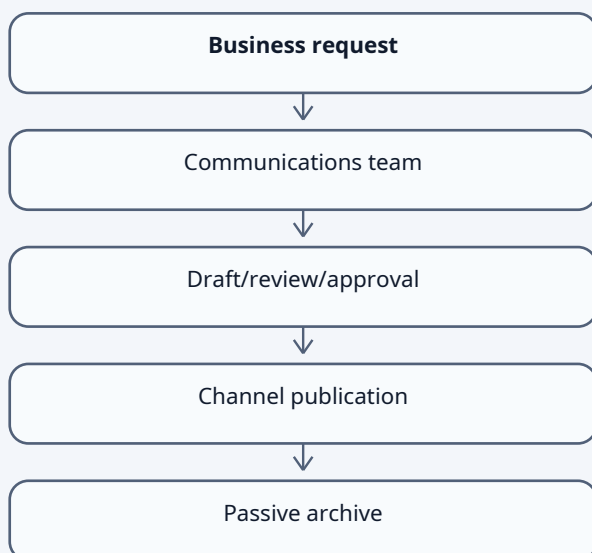 Business request
Communications team
Draft/review/approval
Channel publication
Passive archive